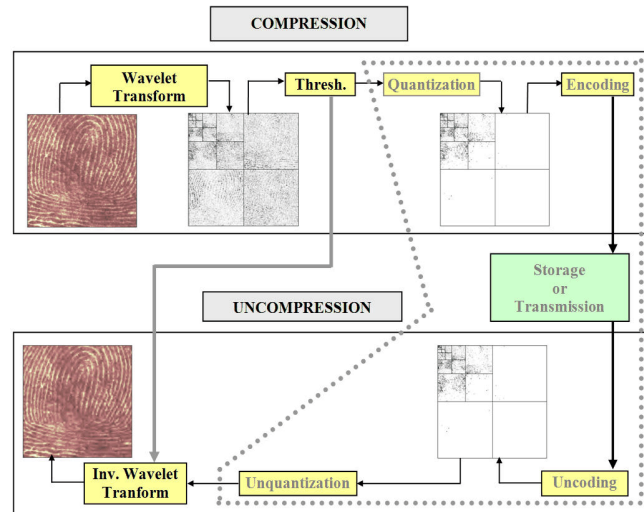 COMPRESSION
Wavelet
Transform
Thresh.
Quantization
Encoding
Storage
or
Transmission
UNCOMPRESSION
Inv. Wavelet
Tranform
Unquantization
Uncoding